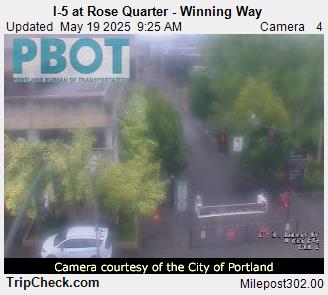 I-5 at Rose Quarter - Winning Way
Updated May 19 2025 9:25 AM Camera 4
PBOT
PORTLAND BUREAU OF TRANSPORTATION
Camera courtesy of the City of Portland
TripCheck.com Milepost302.00